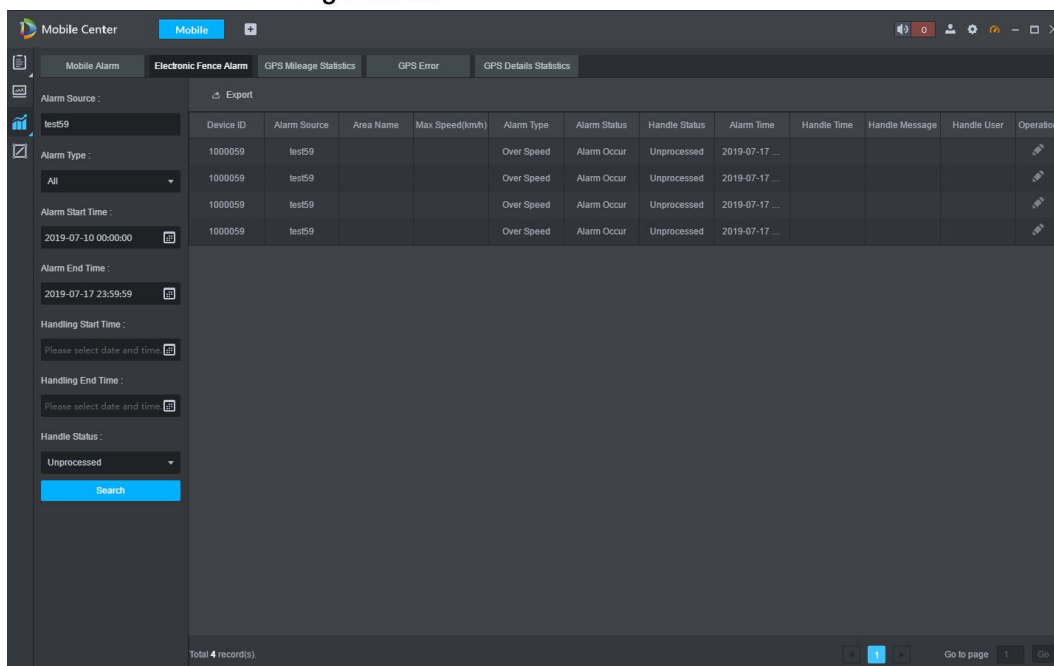 Mobile Center Mobile 0
Mobile Alarm Electronic Fence Alarm GPS Mileage Statistics GPS Error GPS Details Statistics
Alarm Source :
test59
Alarm Type :
All
Alarm Start Time :
2019-07-10 00:00:00
Alarm End Time :
2019-07-17 23:59:59
Handling Start Time :
Please select date and time.
Handling End Time :
Please select date and time.
Handle Status :
Unprocessed
Search
Export
Device ID Alarm Source Area Name Max Speed(km/h) Alarm Type Alarm Status Handle Status Alarm Time Handle Time Handle Message Handle User Operation
1000059 test59 Over Speed Alarm Occur Unprocessed 2019-07-17 ...
1000059 test59 Over Speed Alarm Occur Unprocessed 2019-07-17 ...
1000059 test59 Over Speed Alarm Occur Unprocessed 2019-07-17 ...
1000059 test59 Over Speed Alarm Occur Unprocessed 2019-07-17 ...
Total 4 record(s). 1 Go to page 1 Go